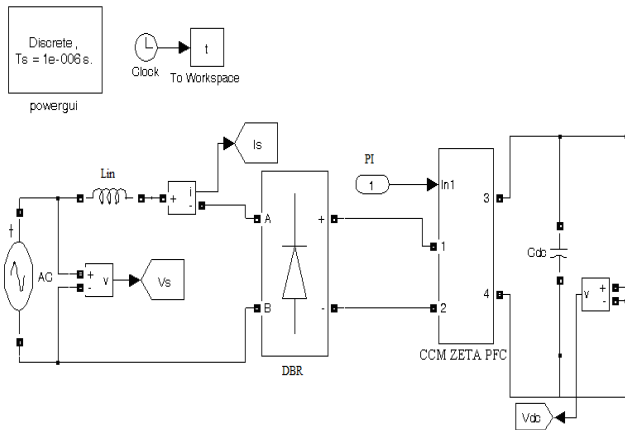 Discrete,
Ts = 1e-006 s.
powergui
Clock
t
To Workspace
Is
Lin
+
i
-
PI
1
In1
3
A
+
1
AC
+
-
v
Vs
Cdc
B
-
2
4
v
+
-
DBR
CCM ZETA PFC
Vdc